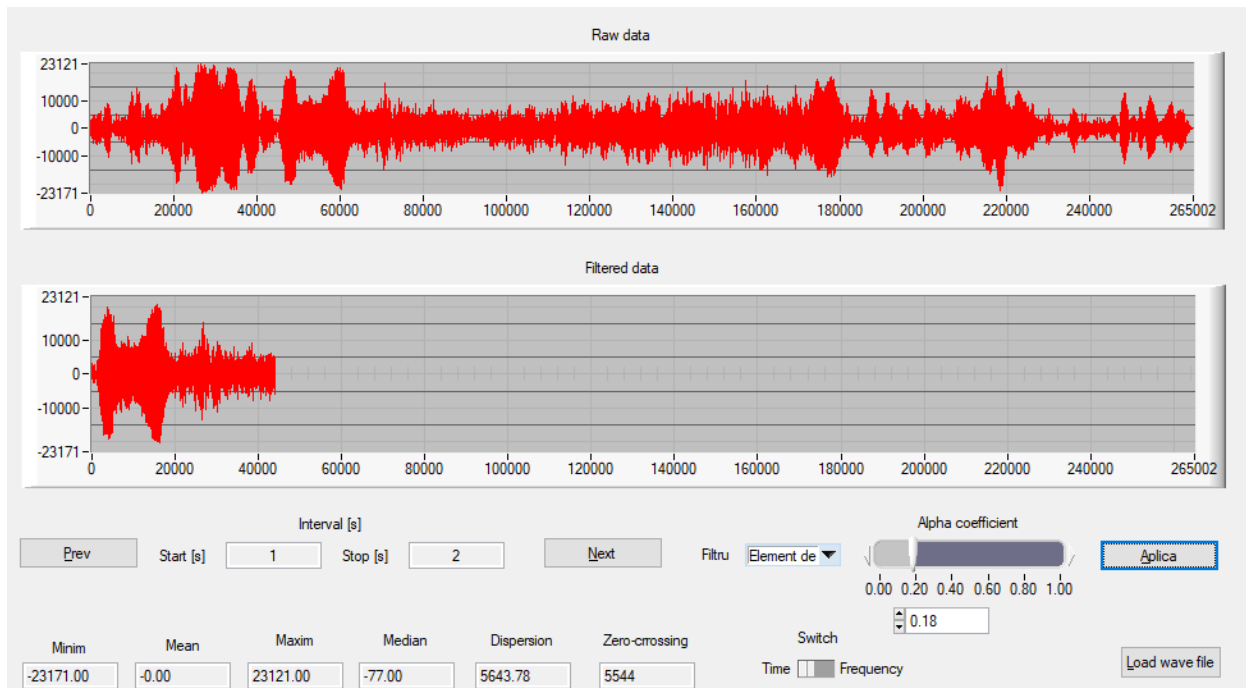 Raw data
23121
10000
0
-10000
-23171
0 20000 40000 60000 80000 100000 120000 140000 160000 180000 200000 220000 240000 265002
Filtered data
23121
10000
0
-10000
-23171
0 20000 40000 60000 80000 100000 120000 140000 160000 180000 200000 220000 240000 265002
Interval [s]
Alpha coefficient
Prev Start [s] 1 Stop [s] 2 Next Filtru Element de Aplica
0.00 0.20 0.40 0.60 0.80 1.00
0.18
Minim Mean Maxim Median Dispersion Zero-crrossing Switch
-23171.00 -0.00 23121.00 -77.00 5643.78 5544 Time Frequency Load wave file